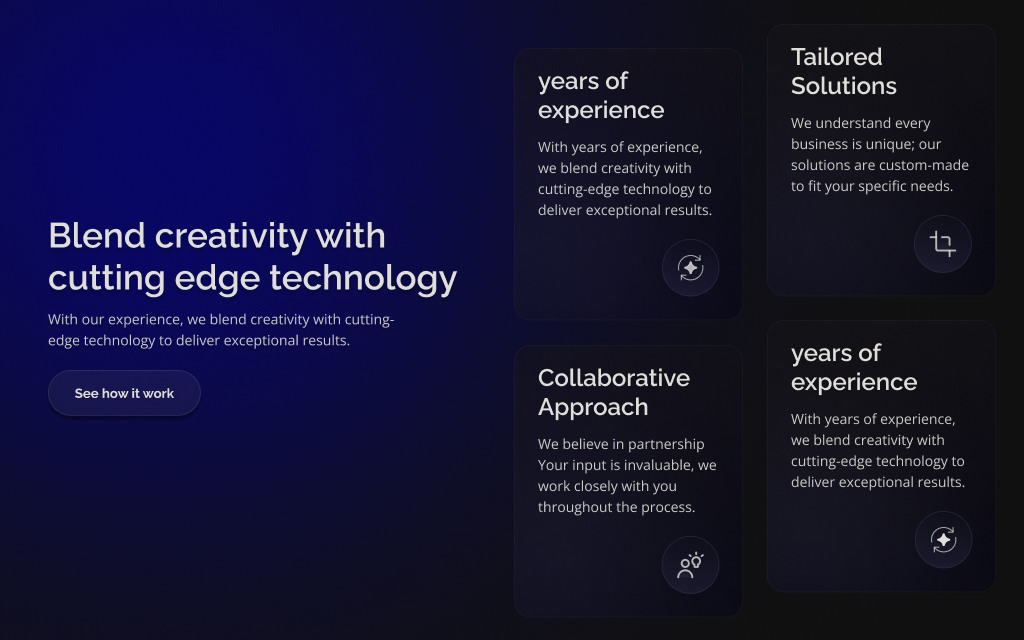 Blend creativity with
cutting edge technology
With our experience, we blend creativity with cutting-
edge technology to deliver exceptional results.
See how it work
years of
experience
With years of experience,
we blend creativity with
cutting-edge technology to
deliver exceptional results.
Tailored
Solutions
We understand every
business is unique; our
solutions are custom-made
to fit your specific needs.
Collaborative
Approach
We believe in partnership
Your input is invaluable, we
work closely with you
throughout the process.
years of
experience
With years of experience,
we blend creativity with
cutting-edge technology to
deliver exceptional results.